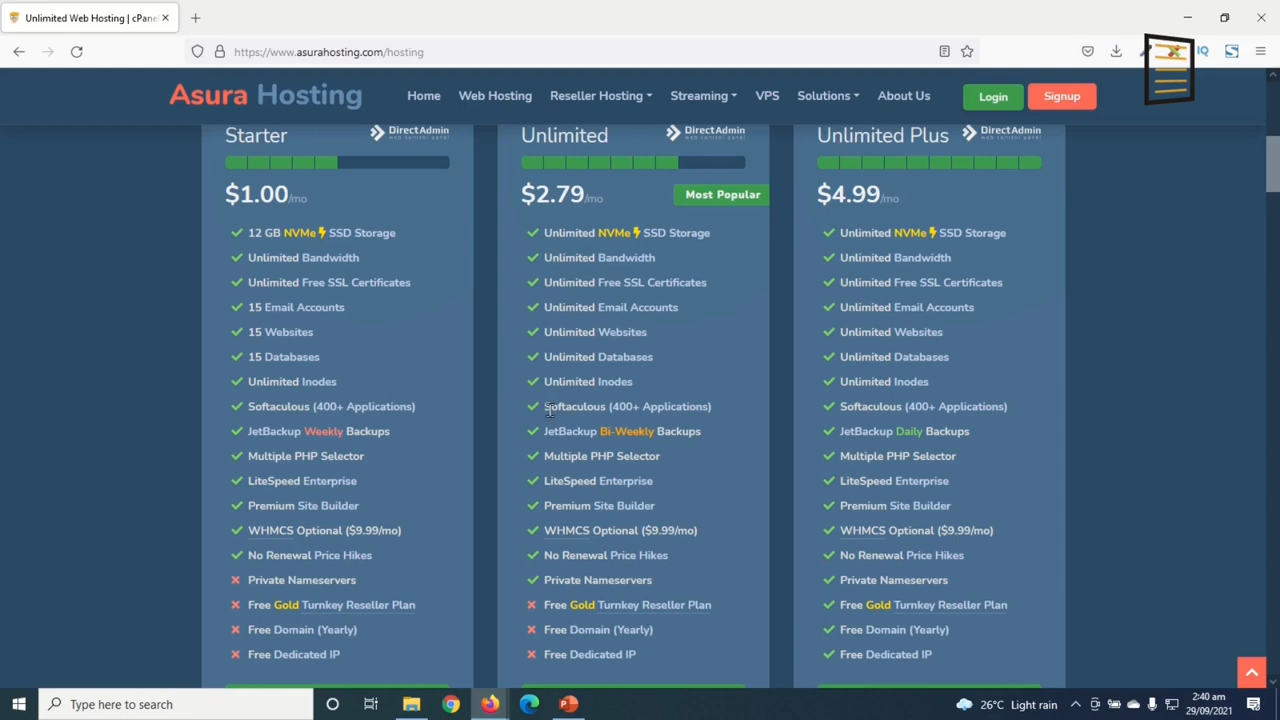 Unlimited Web Hosting | cPane
https://www.asurahosting.com/hosting
IQ
Asura Hosting
Home Web Hosting Reseller Hosting Streaming VPS Solutions About Us Login Signup
Starter DirectAdmin
web control panel
$1.00/mo
12 GB NVMe SSD Storage
Unlimited Bandwidth
Unlimited Free SSL Certificates
15 Email Accounts
15 Websites
15 Databases
Unlimited Inodes
Softaculous (400+ Applications)
JetBackup Weekly Backups
Multiple PHP Selector
LiteSpeed Enterprise
Premium Site Builder
WHMCS Optional ($9.99/mo)
No Renewal Price Hikes
Private Nameservers
Free Gold Turnkey Reseller Plan
Free Domain (Yearly)
Free Dedicated IP
Unlimited DirectAdmin
web control panel
$2.79/mo Most Popular
Unlimited NVMe SSD Storage
Unlimited Bandwidth
Unlimited Free SSL Certificates
Unlimited Email Accounts
Unlimited Websites
Unlimited Databases
Unlimited Inodes
Softaculous (400+ Applications)
JetBackup Bi-Weekly Backups
Multiple PHP Selector
LiteSpeed Enterprise
Premium Site Builder
WHMCS Optional ($9.99/mo)
No Renewal Price Hikes
Private Nameservers
Free Gold Turnkey Reseller Plan
Free Domain (Yearly)
Free Dedicated IP
Unlimited Plus DirectAdmin
web control panel
$4.99/mo
Unlimited NVMe SSD Storage
Unlimited Bandwidth
Unlimited Free SSL Certificates
Unlimited Email Accounts
Unlimited Websites
Unlimited Databases
Unlimited Inodes
Softaculous (400+ Applications)
JetBackup Daily Backups
Multiple PHP Selector
LiteSpeed Enterprise
Premium Site Builder
WHMCS Optional ($9.99/mo)
No Renewal Price Hikes
Private Nameservers
Free Gold Turnkey Reseller Plan
Free Domain (Yearly)
Free Dedicated IP
Type here to search
26°C Light rain
2:40 am
29/09/2021